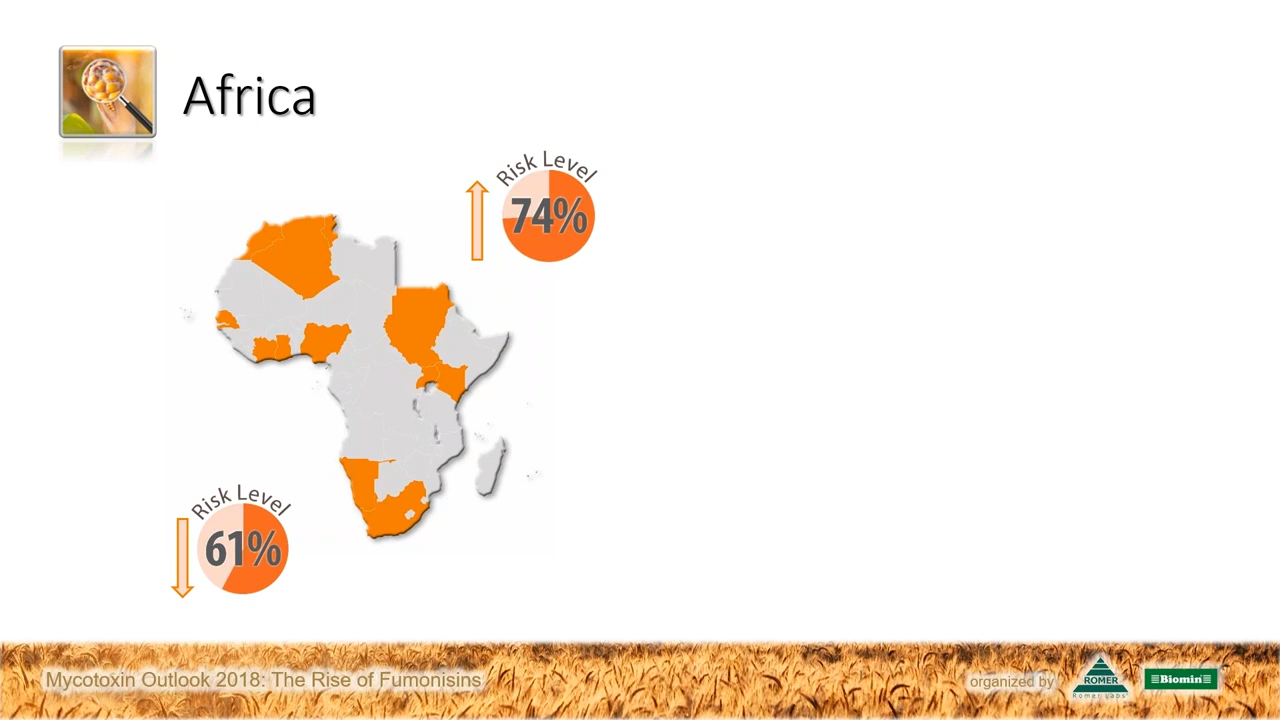 Africa
Risk Level
74%
Risk Level
61%
Mycotoxin Outlook 2018: The Rise of Fumonisins
organized by
ROMER
Romer Labs®
Biomin